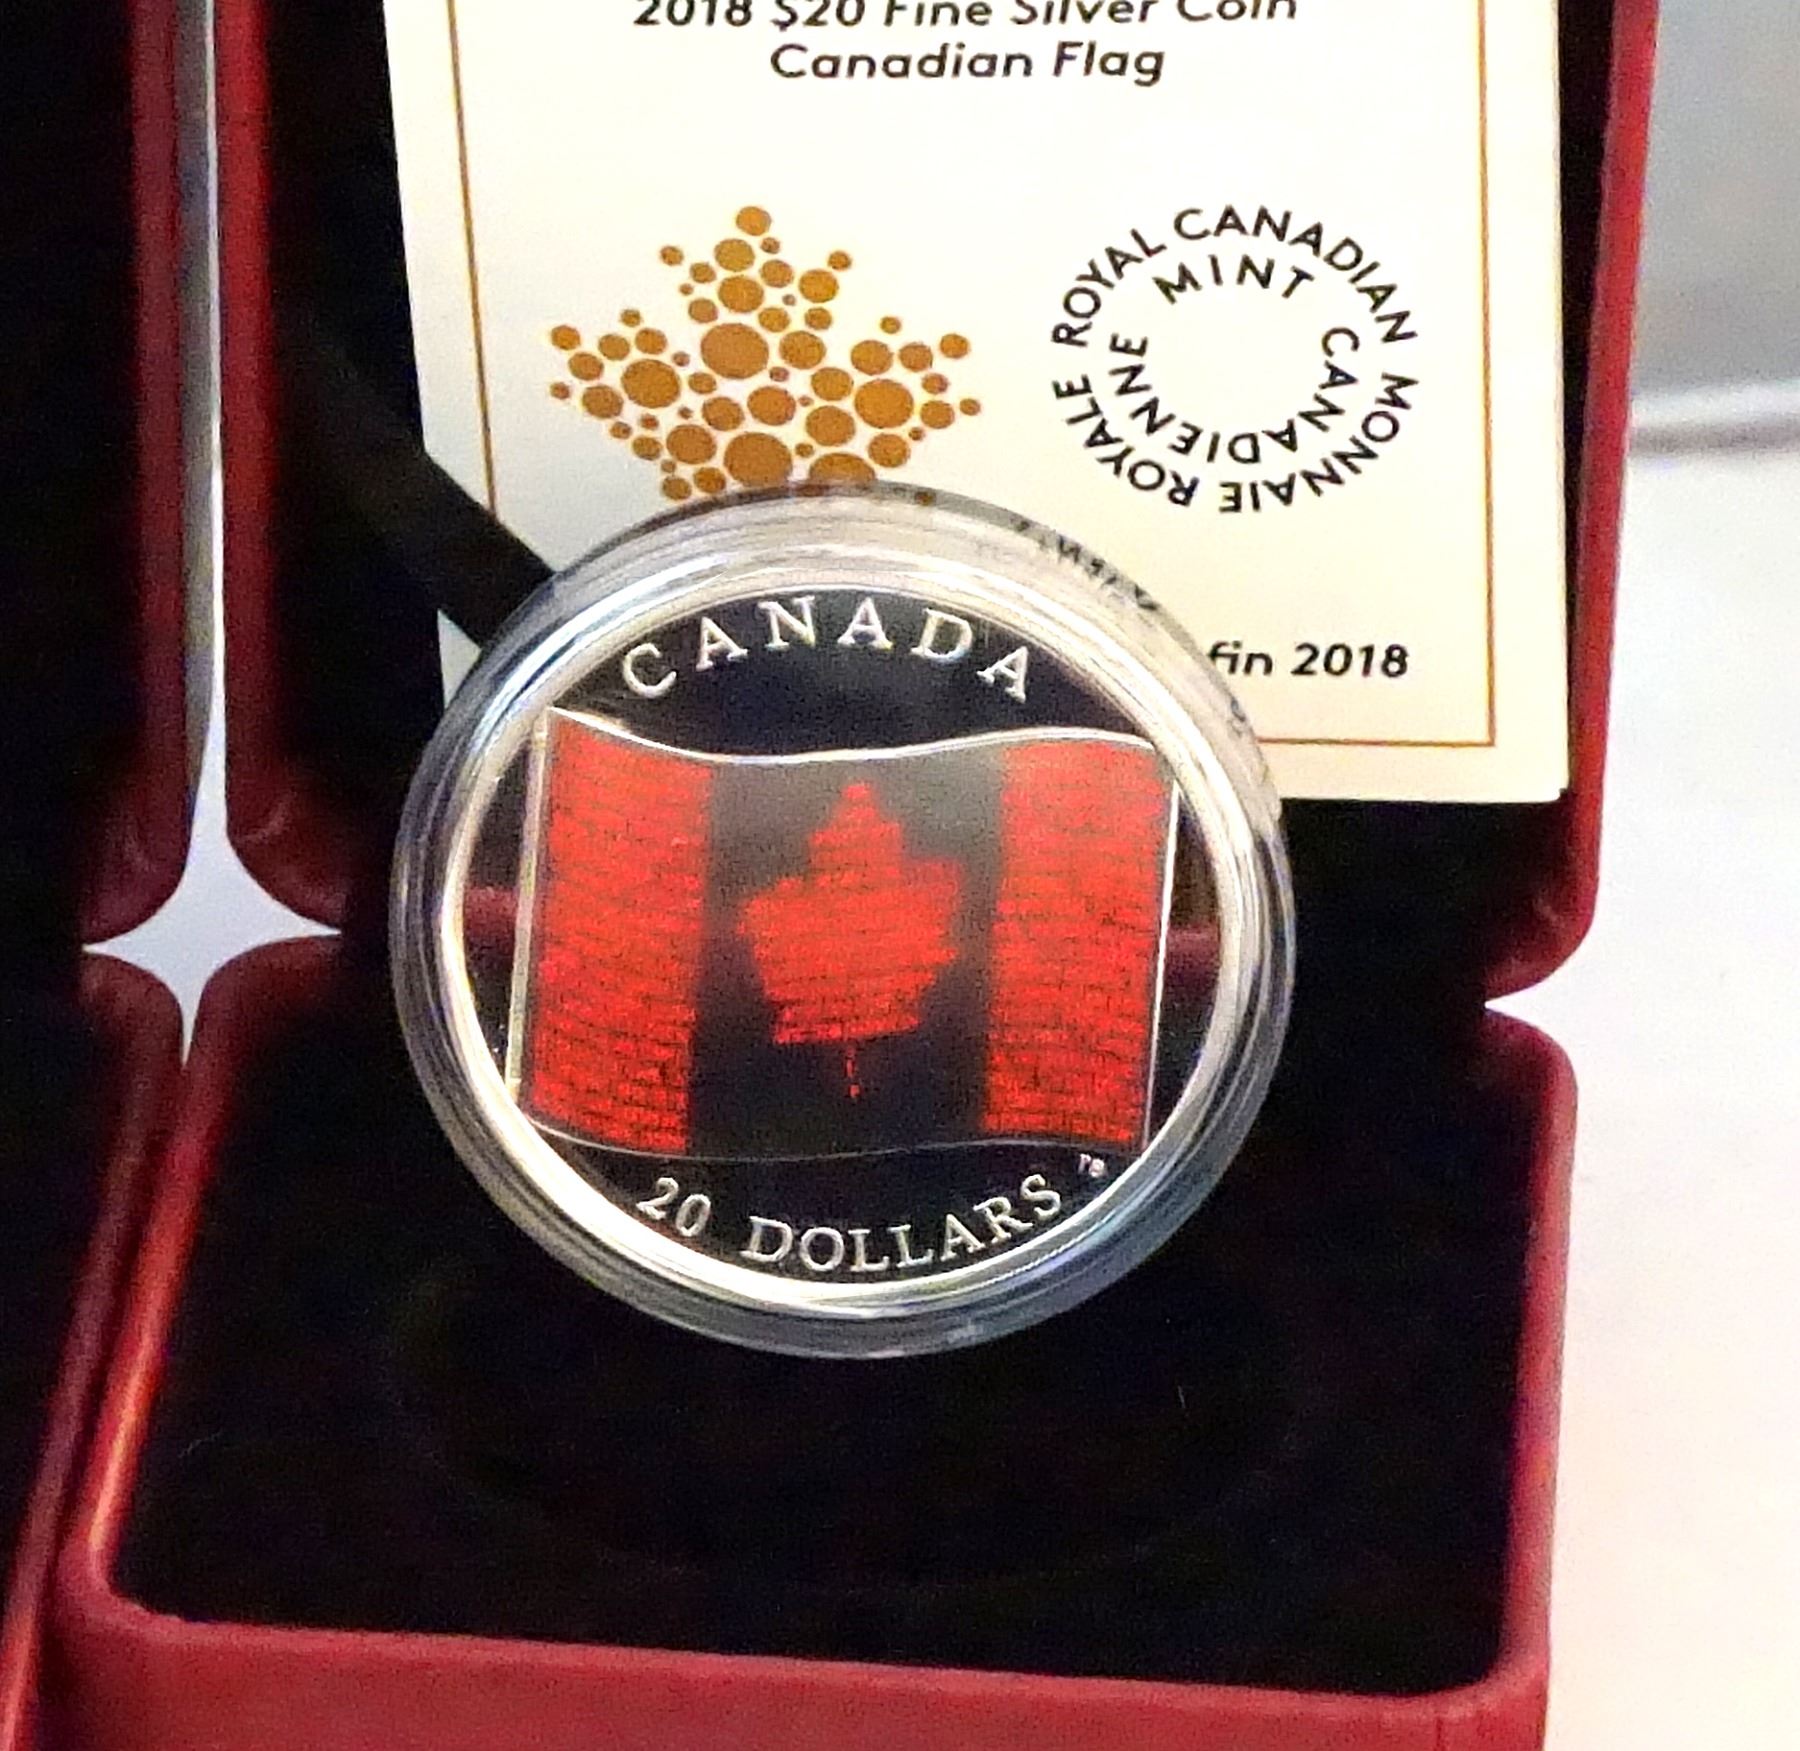 2018 $20 Fine Silver Coin
Canadian Flag
ROYAL CANADIAN MINT
MONNAIE ROYALE CANADIENNE
fin 2018
CANADA
20 DOLLARS